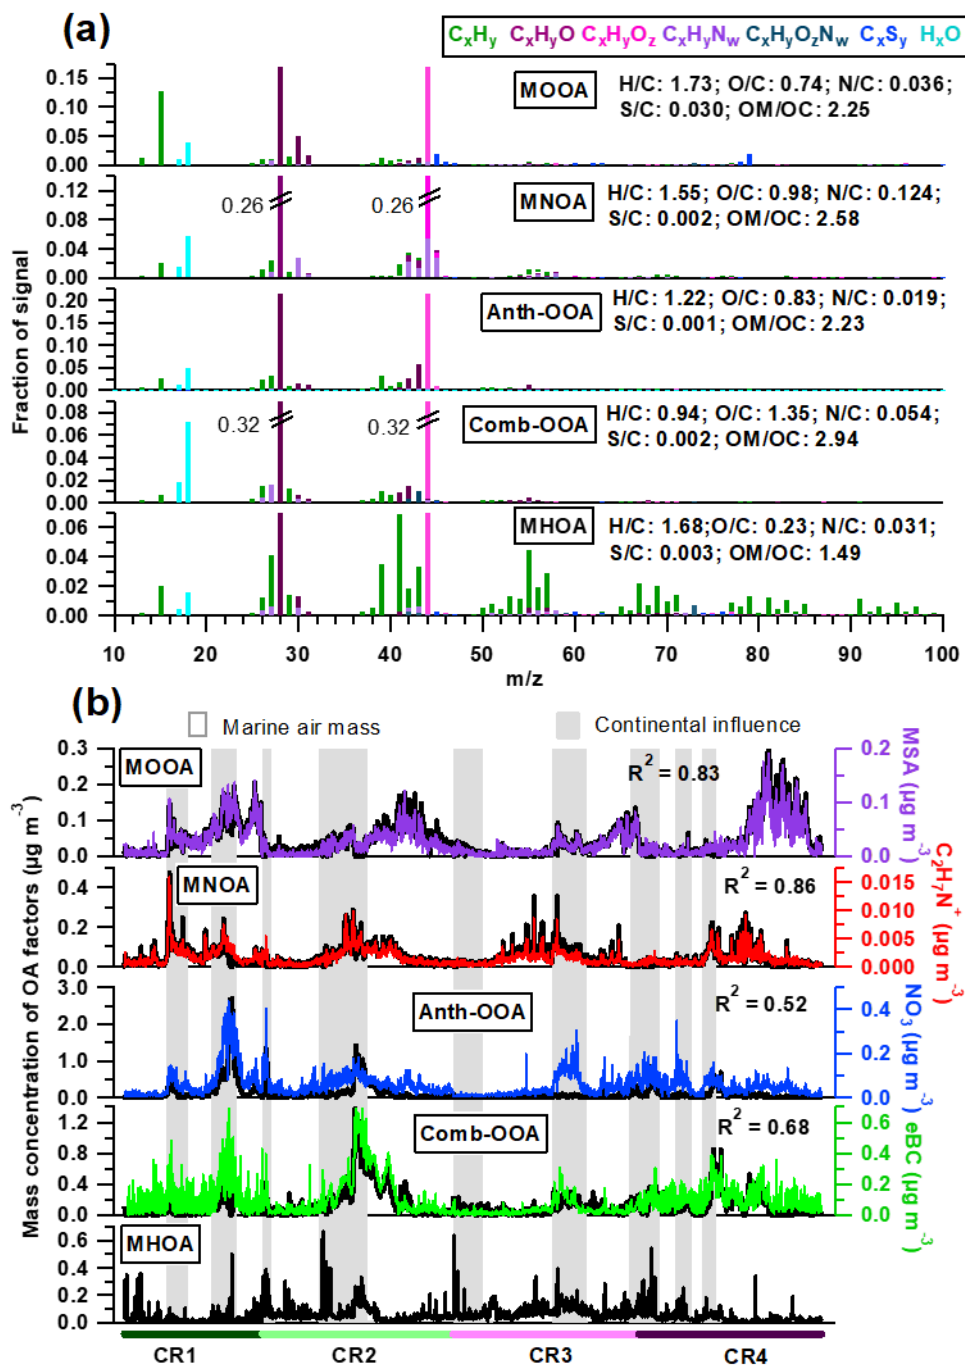 (a)
CxHy CxHyO CxHyOz CxHyNw CxHyOzNw CxSy HxO
Fraction of signal
0.15
0.10
0.05
0.00
MOOA
H/C: 1.73; O/C: 0.74; N/C: 0.036;
S/C: 0.030; OM/OC: 2.25
0.12
0.08
0.04
0.00
0.26
0.26
MNOA
H/C: 1.55; O/C: 0.98; N/C: 0.124;
S/C: 0.002; OM/OC: 2.58
0.20
0.15
0.10
0.05
0.00
Anth-OOA
H/C: 1.22; O/C: 0.83; N/C: 0.019;
S/C: 0.001; OM/OC: 2.23
0.08
0.06
0.04
0.02
0.00
0.32
0.32
Comb-OOA
H/C: 0.94; O/C: 1.35; N/C: 0.054;
S/C: 0.002; OM/OC: 2.94
0.06
0.04
0.02
0.00
MHOA
H/C: 1.68;O/C: 0.23; N/C: 0.031;
S/C: 0.003; OM/OC: 1.49
10 20 30 40 50 60 70 80 90 100
m/z
(b)
Marine air mass
Continental influence
Mass concentration of OA factors (µg m⁻³)
0.3
0.2
0.1
0.0
MOOA
R² = 0.83
0.2
0.1
0.0
MSA (µg m⁻³)
0.4
0.2
0.0
MNOA
R² = 0.86
0.015
0.010
0.005
0.000
C₂H₇N⁺ (µg m⁻³)
3.0
2.0
1.0
0.0
Anth-OOA
R² = 0.52
0.4
0.2
0.0
NO₃ (µg m⁻³)
1.2
0.8
0.4
0.0
Comb-OOA
R² = 0.68
0.6
0.4
0.2
0.0
eBC (µg m⁻³)
0.6
0.4
0.2
0.0
MHOA
CR1 CR2 CR3 CR4